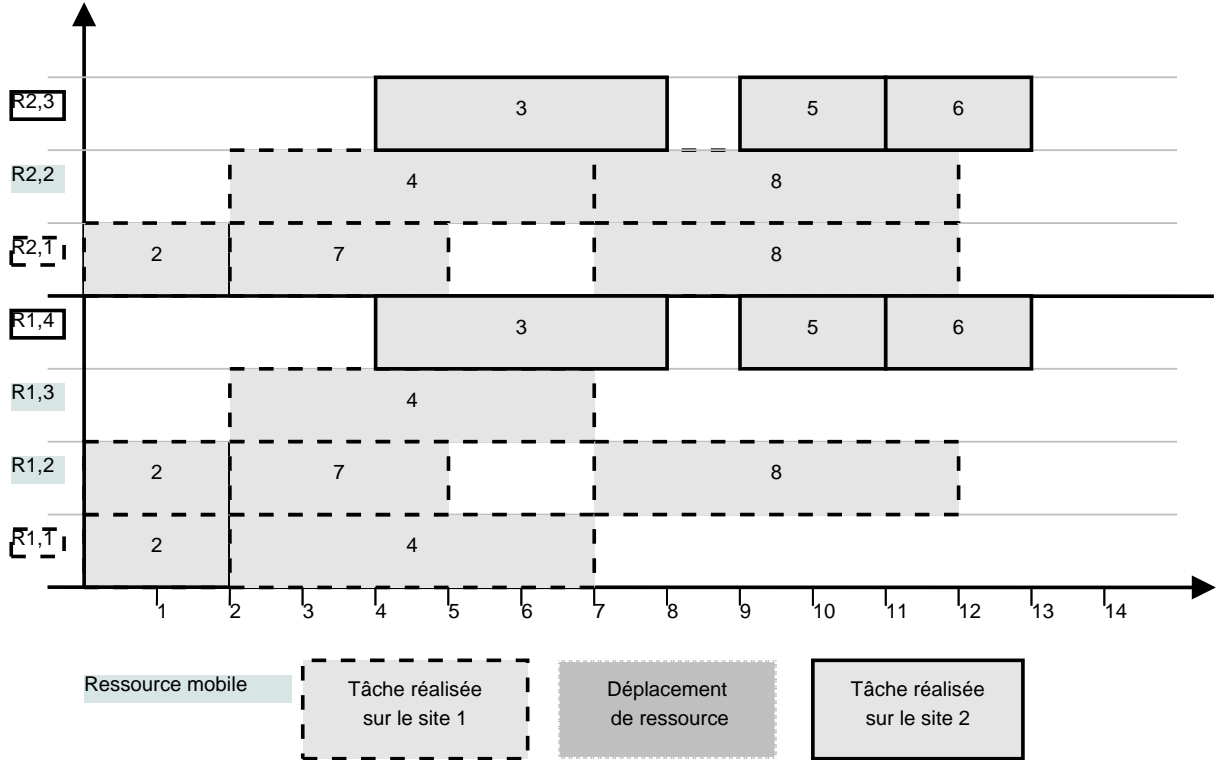 R2,3 3 5 6
R2,2 4 8
R2,1 2 7 8
R1,4 3 5 6
R1,3 4
R1,2 2 7 8
R1,1 2 4
1 2 3 4 5 6 7 8 9 10 11 12 13 14
Ressource mobile
Tâche réalisée
sur le site 1
Déplacement
de ressource
Tâche réalisée
sur le site 2